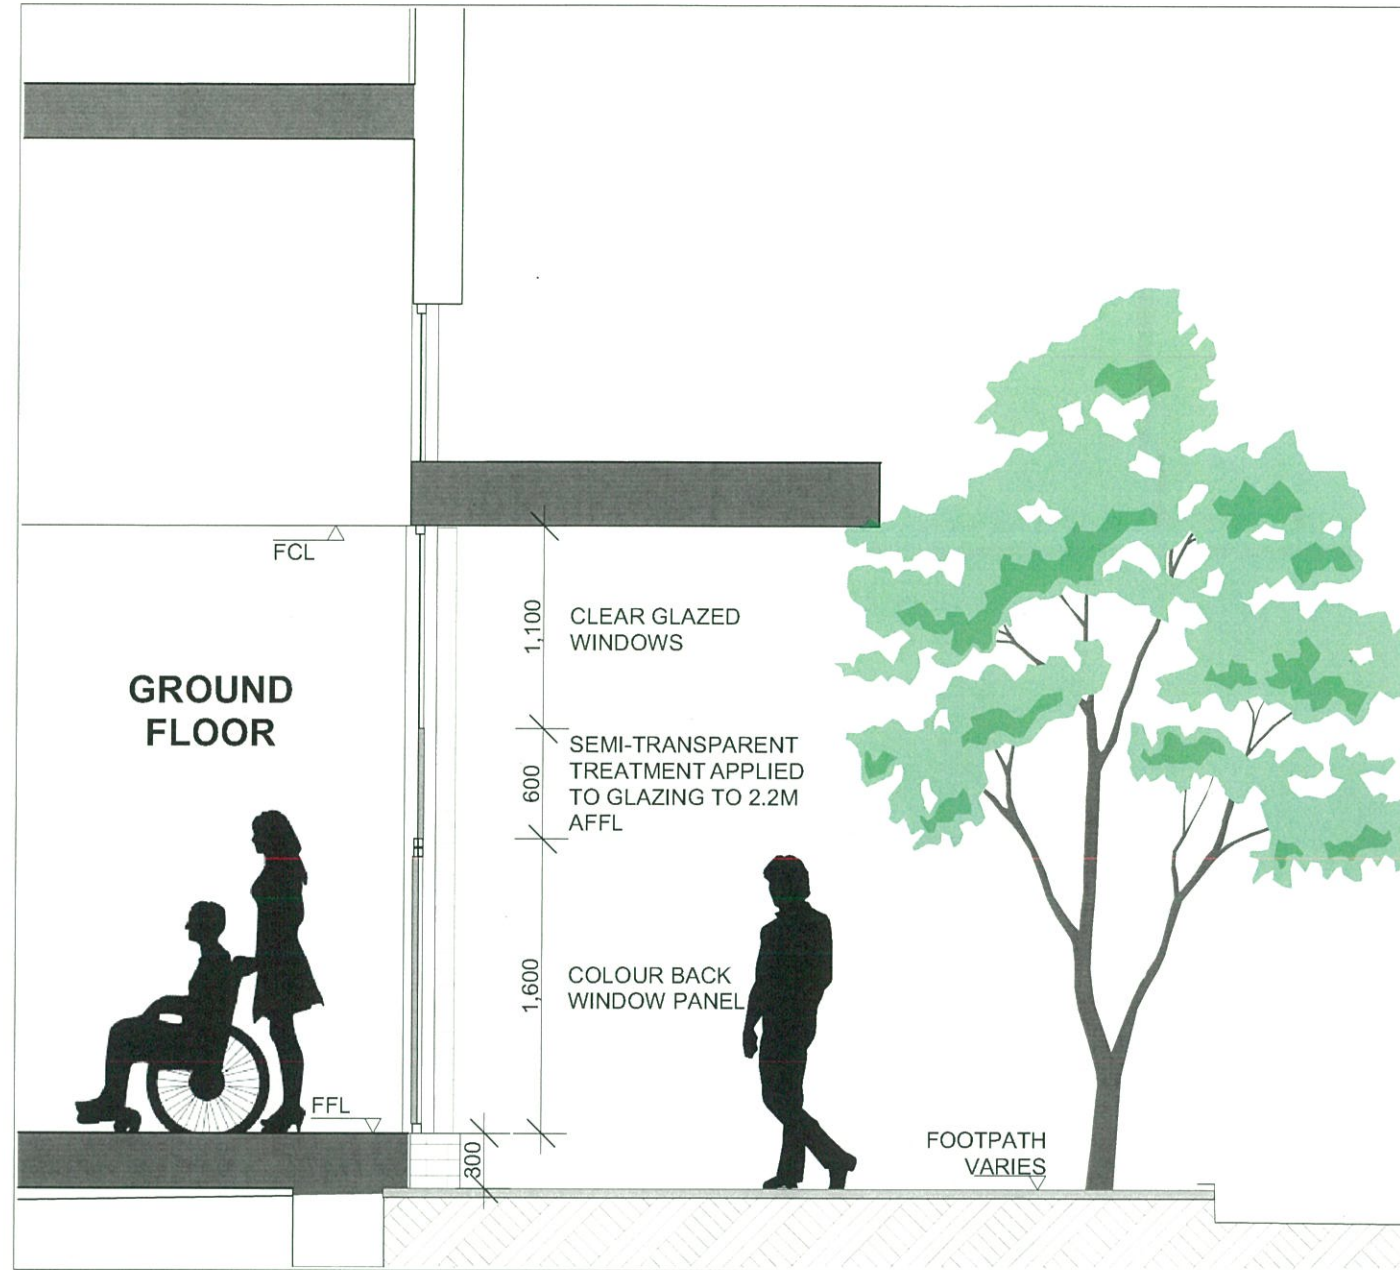 FCL
1,100
CLEAR GLAZED
WINDOWS
GROUND
FLOOR
600
SEMI-TRANSPARENT
TREATMENT APPLIED
TO GLAZING TO 2.2M
AFFL
1,600
COLOUR BACK
WINDOW PANEL
FFL
300
FOOTPATH
VARIES